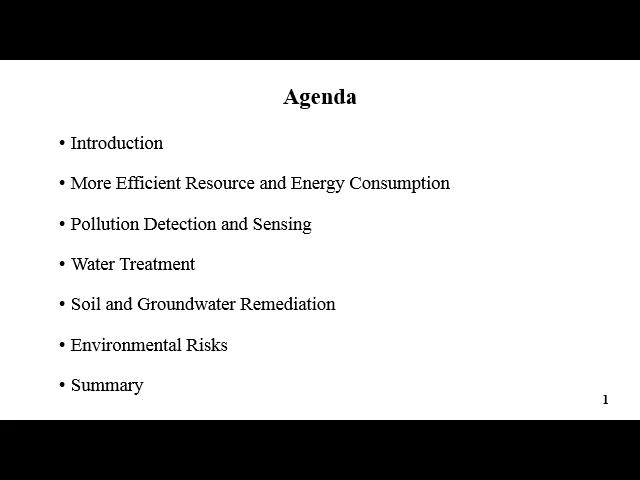 Agenda
• Introduction
• More Efficient Resource and Energy Consumption
• Pollution Detection and Sensing
• Water Treatment
• Soil and Groundwater Remediation
• Environmental Risks
• Summary
1